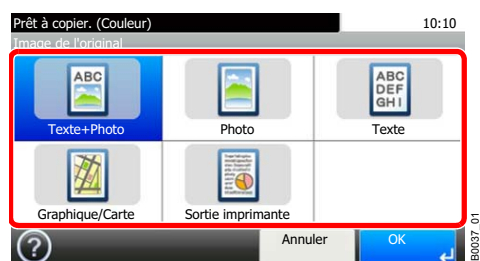 Prêt à copier. (Couleur) 10:10
Image de l'original
ABC
ABC
DEF
GHI
Texte+Photo Photo Texte
Graphique/Carte Sortie imprimante
? Annuler OK
B0037_01